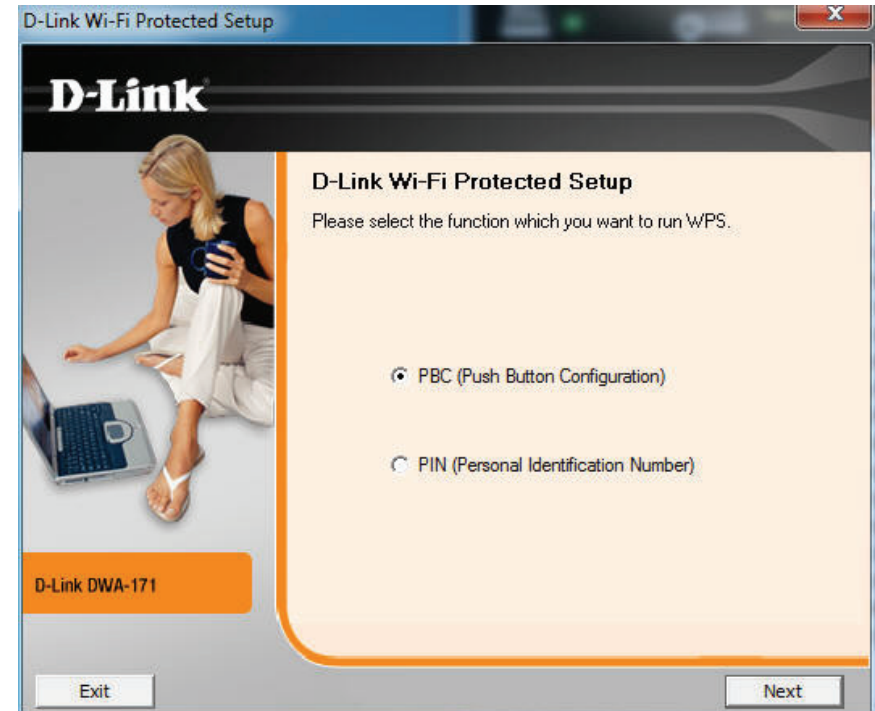 D-Link Wi-Fi Protected Setup
X
D-Link
D-Link Wi-Fi Protected Setup
Please select the function which you want to run WPS.
PBC (Push Button Configuration)
PIN (Personal Identification Number)
D-Link DWA-171
Exit
Next